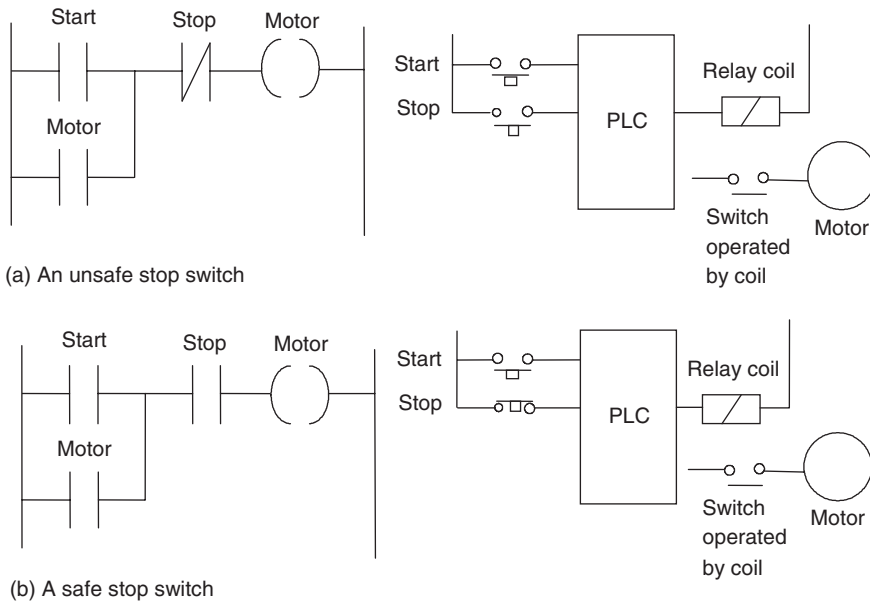 Start
Stop
Motor
Motor
Start
Stop
PLC
Relay coil
Switch
operated
by coil
Motor
(a) An unsafe stop switch
Start
Stop
Motor
Motor
Start
Stop
PLC
Relay coil
Switch
operated
by coil
Motor
(b) A safe stop switch